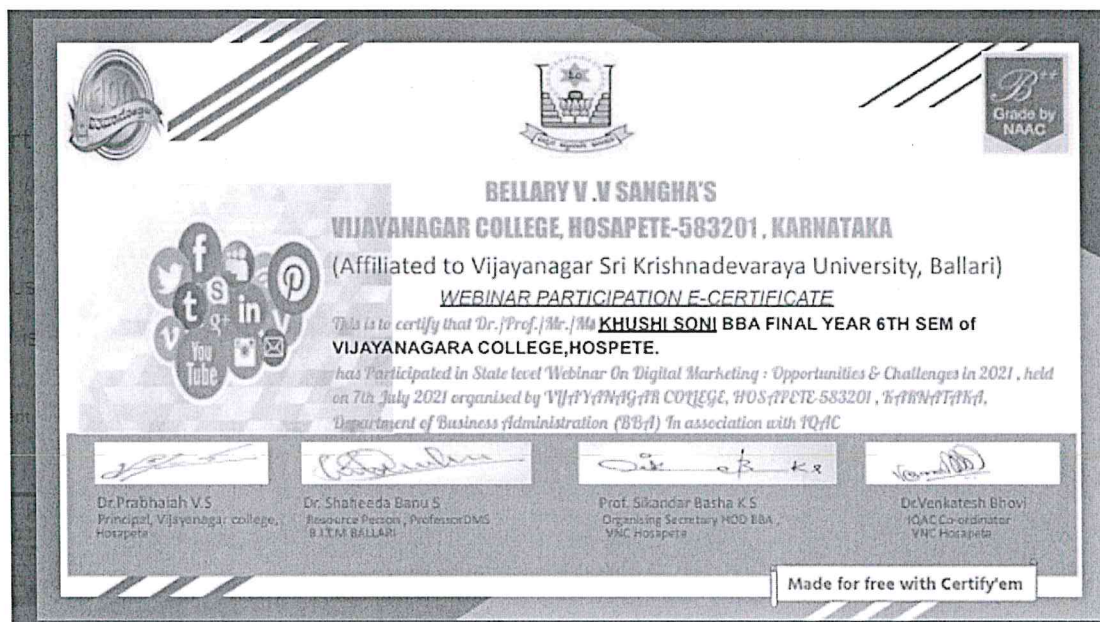 B++
Grade by
NAAC
BELLARY V .V SANGHA'S
VIJAYANAGAR COLLEGE, HOSAPETE-583201 , KARNATAKA
(Affiliated to Vijayanagar Sri Krishnadevaraya University, Ballari)
WEBINAR PARTICIPATION E-CERTIFICATE
This is to certify that Dr./Prof./Mr./Ms KHUSHI SONI BBA FINAL YEAR 6TH SEM of
VIJAYANAGARA COLLEGE,HOSPETE.
has Participated in State level Webinar On Digital Marketing : Opportunities & Challenges in 2021 , held
on 7th July 2021 organised by VIJAYANAGAR COLLEGE, HOSAPETE-583201 , KARNATAKA,
Department of Business Administration (BBA) In association with IQAC
f
t
S
g+
in
V
V
You
Tube
Dr.Prabhaiah V.S
Principal, Vijayanagar college,
Hosapete
Dr. Shaheeda Banu S
Resource Person , ProfessorDMS
B.I.T.M BALLARI
Prof. Sikandar Basha K.S
Organising Secretary HOD BBA ,
VNC Hosapete
Dr.Venkatesh Bhovi
IQAC Co-ordinator
VNC Hosapete
Made for free with Certify'em